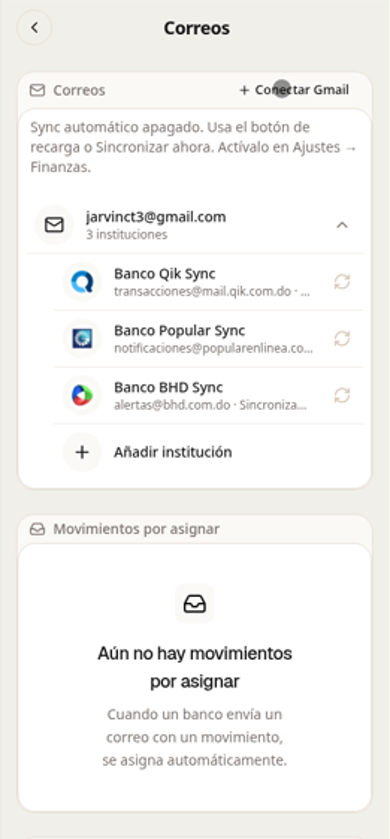 Correos
Correos
+ Conectar Gmail
Sync automático apagado. Usa el botón de
recarga o Sincronizar ahora. Actívalo en Ajustes →
Finanzas.
jarvinct3@gmail.com
3 instituciones
Banco Qik Sync
transacciones@mail.qik.com.do · ...
Banco Popular Sync
notificaciones@popularenlinea.co...
Banco BHD Sync
alertas@bhd.com.do · Sincroniza...
+ Añadir institución
Movimientos por asignar
Aún no hay movimientos
por asignar
Cuando un banco envía un
correo con un movimiento,
se asigna automáticamente.